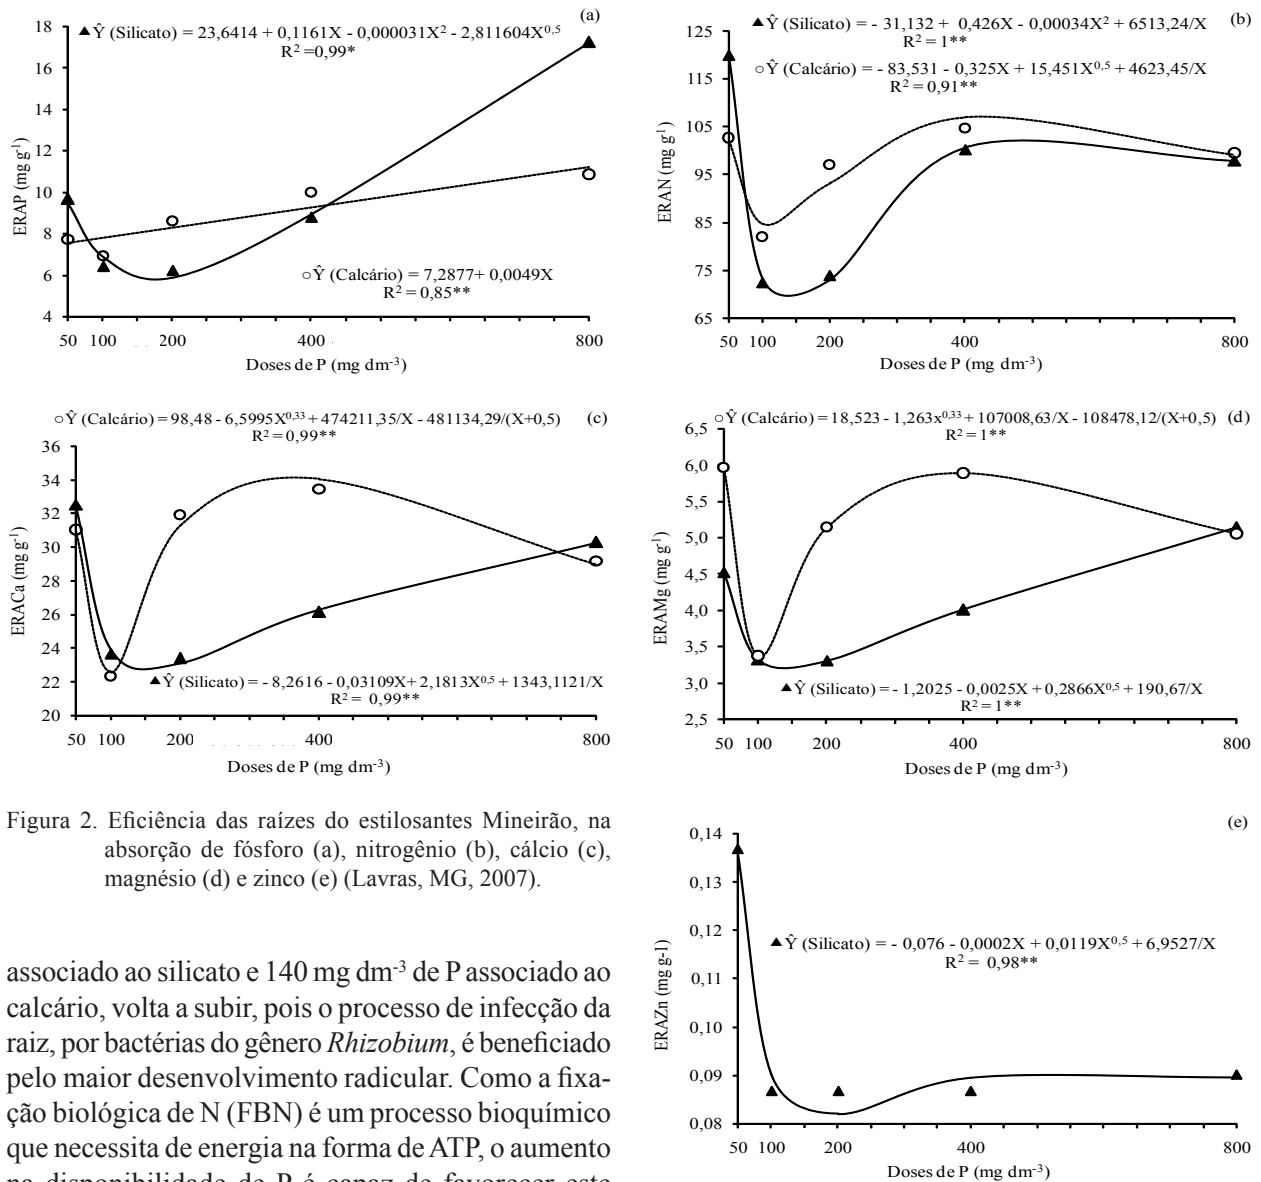 (a)
▲ Ŷ (Silicato) = 23,6414 + 0,1161X - 0,000031X² - 2,811604X^0,5
R² =0,99*
18
16
14
12
10
8
6
4
ERAP (mg g⁻¹)
○ Ŷ (Calcário) = 7,2877+ 0,0049X
R² = 0,85**
50 100 200 400 800
Doses de P (mg dm⁻³)
▲ Ŷ (Silicato) = - 31,132 + 0,426X - 0,00034X² + 6513,24/X
R² = 1**
(b)
○ Ŷ (Calcário) = - 83,531 - 0,325X + 15,451X^0,5 + 4623,45/X
R² = 0,91**
125
115
105
95
85
75
65
ERAN (mg g⁻¹)
50 100 200 400 800
Doses de P (mg dm⁻³)
○ Ŷ (Calcário) = 98,48 - 6,5995X^0,33 + 474211,35/X - 481134,29/(X+0,5)
(c)
R² = 0,99**
36
34
32
30
28
26
24
22
20
ERACa (mg g⁻¹)
▲ Ŷ (Silicato) = - 8,2616 - 0,03109X+ 2,1813X^0,5 + 1343,1121/X
R² = 0,99**
50 100 200 400 800
Doses de P (mg dm⁻³)
○ Ŷ (Calcário) = 18,523 - 1,263x^0,33 + 107008,63/X - 108478,12/(X+0,5)
(d)
R² = 1**
6,5
6,0
5,5
5,0
4,5
4,0
3,5
3,0
2,5
ERAMg (mg g⁻¹)
▲ Ŷ (Silicato) = - 1,2025 - 0,0025X + 0,2866X^0,5 + 190,67/X
R² = 1**
50 100 200 400 800
Doses de P (mg dm⁻³)
Figura 2. Eficiência das raízes do estilosantes Mineirão, na
absorção de fósforo (a), nitrogênio (b), cálcio (c),
magnésio (d) e zinco (e) (Lavras, MG, 2007).
associado ao silicato e 140 mg dm⁻³ de P associado ao
calcário, volta a subir, pois o processo de infecção da
raiz, por bactérias do gênero Rhizobium, é beneficiado
pelo maior desenvolvimento radicular. Como a fixa-
ção biológica de N (FBN) é um processo bioquímico
que necessita de energia na forma de ATP, o aumento
na disponibilidade de P é capaz de favorecer este
(e)
0,14
0,13
0,12
0,11
0,10
0,09
0,08
ERAZn (mg g-1)
▲ Ŷ (Silicato) = - 0,076 - 0,0002X + 0,0119X^0,5 + 6,9527/X
R² = 0,98**
50 100 200 400 800
Doses de P (mg dm⁻³)